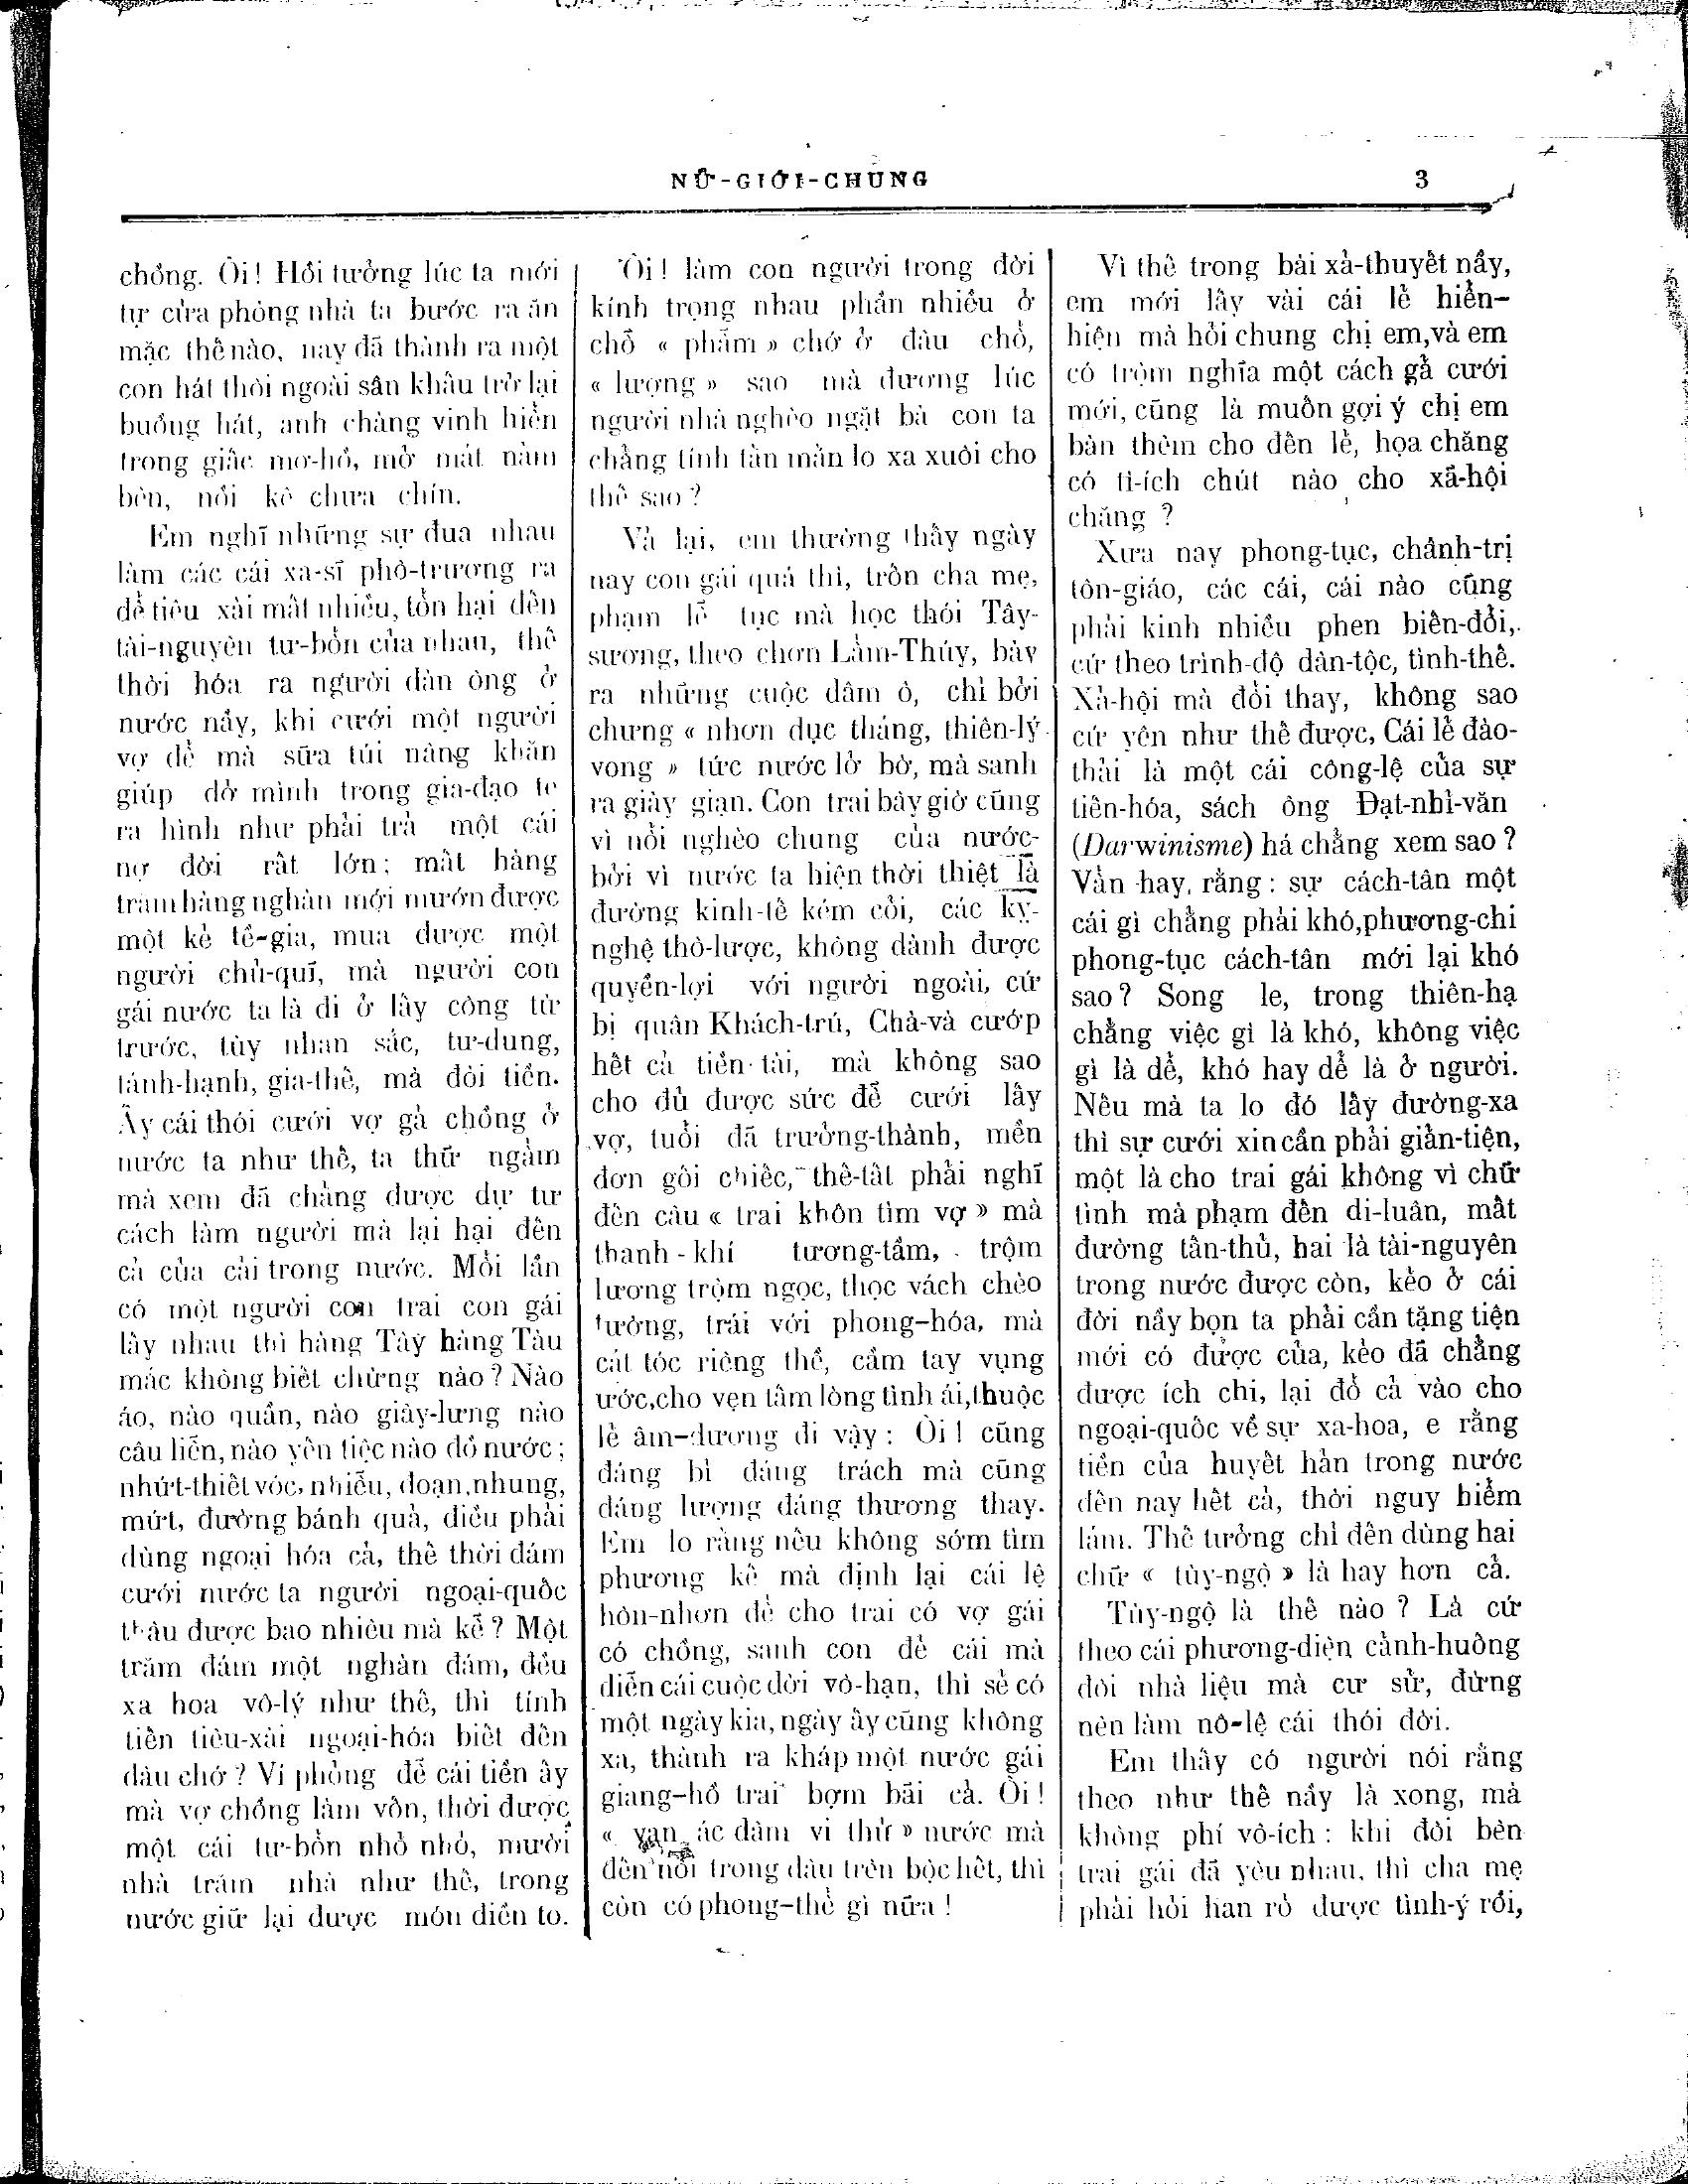 NỮ-GIỚI-CHUNG 3
chồng. Ôi! Hồi tưởng lúc ta mới
tự cửa phòng nhà ta bước ra ăn
mặc thế nào, nay đã thành ra một
con hát thòi ngoài sân khấu trở lại
buồng hát, anh chàng vinh hiển
trong giấc mơ-hồ, mở mắt nằm
bên, nồi kê chưa chín.
Em nghĩ những sự đua nhau
làm các cái xa-sĩ phô-trương ra
để tiêu xài mất nhiều, tổn hại đến
tài-nguyên tư-bổn của nhau, thế
thời hóa ra người đàn ông ở
nước nầy, khi cưới một người
vợ để mà sữa túi nâng khăn
giúp đở mình trong gia-đạo te
ra hình như phải trả một cái
nợ đời rất lớn; mất hàng
trăm hàng nghàn mới mướn được
một kẻ tề-gia, mua được một
người chủ-quĩ, mà người con
gái nước ta là đi ở lấy công từ
trước, tùy nhan sắc, tư-dung,
tánh-hạnh, gia-thế, mà đòi tiền.
Ấy cái thói cưới vợ gả chồng ở
nước ta như thế, ta thữ ngẫm
mà xem đã chẳng được dự tư
cách làm người mà lại hại đến
cả của cải trong nước. Mỗi lần
có một người con trai con gái
lấy nhau thì hàng Tây hàng Tàu
mắc không biết chừng nào? Nào
áo, nào quần, nào giày-lưng nào
câu liễn, nào yên tiệc nào đồ nước;
nhứt-thiết vóc, nhiễu, đoạn, nhung,
mứt, đường bánh quả, điều phải
dùng ngoại hóa cả, thế thời đám
cưới nước ta người ngoại-quốc
thâu được bao nhiêu mà kể? Một
trăm đám một nghàn đám, đều
xa hoa vô-lý như thế, thì tính
tiền tiêu-xài ngoại-hóa biết đến
đâu chớ? Ví phỏng để cái tiền ấy
mà vợ chồng làm vốn, thời được
một cái tư-bổn nhỏ nhỏ, mười
nhà trăm nhà như thế, trong
nước giữ lại được món điền to.
Ôi! làm con người trong đời
kính trọng nhau phần nhiều ở
chỗ « phẩm » chớ ở đâu chỗ,
« lượng » sao mà đương lúc
người nhà nghèo ngặt bà con ta
chẳng tính tằn mằn lo xa xuôi cho
thế sao?
Vả lại, em thường thấy ngày
nay con gái quá thì, trốn cha mẹ,
phạm lễ tục mà học thói Tây-
sương, theo chơn Lâm-Thúy, bày
ra những cuộc dâm ô, chỉ bởi
chưng « nhơn dục tháng, thiên-lý
vong » tức nước lở bờ, mà sanh
ra giày giạn. Con trai bây giờ cũng
vì nỗi nghèo chung của nước-
bởi vì nước ta hiện thời thiệt là
đường kinh-tế kém cỏi, các kỹ-
nghệ thô-lược, không dành được
quyền-lợi với người ngoài, cứ
bị quân Khách-trú, Chà-và cướp
hết cả tiền tài, mà không sao
cho đủ được sức để cưới lấy
vợ, tuổi đã trưởng-thành, mền
đơn gối chiếc, thế-tất phải nghĩ
đến câu « trai khôn tìm vợ » mà
thanh-khí tương-tầm, trộm
lương trộm ngọc, thọc vách chèo
tường, trái với phong-hóa, mà
cắt tóc riêng thề, cầm tay vụng
ước, cho vẹn tấm lòng tình ái, thuộc
lẽ âm-dương đi vậy: Ôi! cũng
đáng bỉ đáng trách mà cũng
đáng lượng đáng thương thay.
Em lo rằng nếu không sớm tìm
phương kế mà định lại cái lệ
hôn-nhơn để cho trai có vợ gái
có chồng, sanh con đẻ cái mà
diễn cái cuộc đời vô-hạn, thì sẽ có
một ngày kia, ngày ấy cũng không
xa, thành ra khắp một nước gái
giang-hồ trai bợm bãi cả. Ôi!
« vạn ác dâm vi thử » nước mà
đến nỗi trong dâu trên bộc hết, thì
còn có phong-thể gì nữa!
Vì thế trong bài xả-thuyết nầy,
em mới lấy vài cái lẽ hiển-
hiện mà hỏi chung chị em, và em
có trộm nghĩa một cách gả cưới
mới, cũng là muốn gợi ý chị em
bàn thêm cho đến lẽ, họa chăng
có tì-ích chút nào cho xã-hội
chăng?
Xưa nay phong-tục, chánh-trị
tôn-giáo, các cái, cái nào cũng
phải kinh nhiều phen biến-đổi,
cứ theo trình-độ dân-tộc, tình-thế.
Xã-hội mà đổi thay, không sao
cứ yên như thế được, Cái lẽ đào-
thải là một cái công-lệ của sự
tiến-hóa, sách ông Đạt-nhỉ-văn
(Darwinisme) há chẳng xem sao?
Vẫn hay, rằng: sự cách-tân một
cái gì chẳng phải khó, phương-chi
phong-tục cách-tân mới lại khó
sao? Song le, trong thiên-hạ
chẳng việc gì là khó, không việc
gì là dễ, khó hay dễ là ở người.
Nếu mà ta lo đó lấy đường-xa
thì sự cưới xin cần phải giản-tiện,
một là cho trai gái không vì chữ
tình mà phạm đến di-luân, mất
đường tân-thủ, hai là tài-nguyên
trong nước được còn, kẻo ở cái
đời nầy bọn ta phải cần tặng tiện
mới có được của, kẻo đã chẳng
được ích chi, lại đổ cả vào cho
ngoại-quốc về sự xa-hoa, e rằng
tiền của huyết hản trong nước
đến nay hết cả, thời nguy hiểm
lắm. Thế tưởng chỉ đến dùng hai
chữ « tùy-ngộ » là hay hơn cả.
Tùy-ngộ là thế nào? Là cứ
theo cái phương-diện cảnh-huống
đòi nhà liệu mà cư sử, đừng
nên làm nô-lệ cái thói đời.
Em thấy có người nói rằng
theo như thế nầy là xong, mà
không phí vô-ích: khi đôi bên
trai gái đã yêu nhau, thì cha mẹ
phải hỏi han rõ được tình-ý rồi,